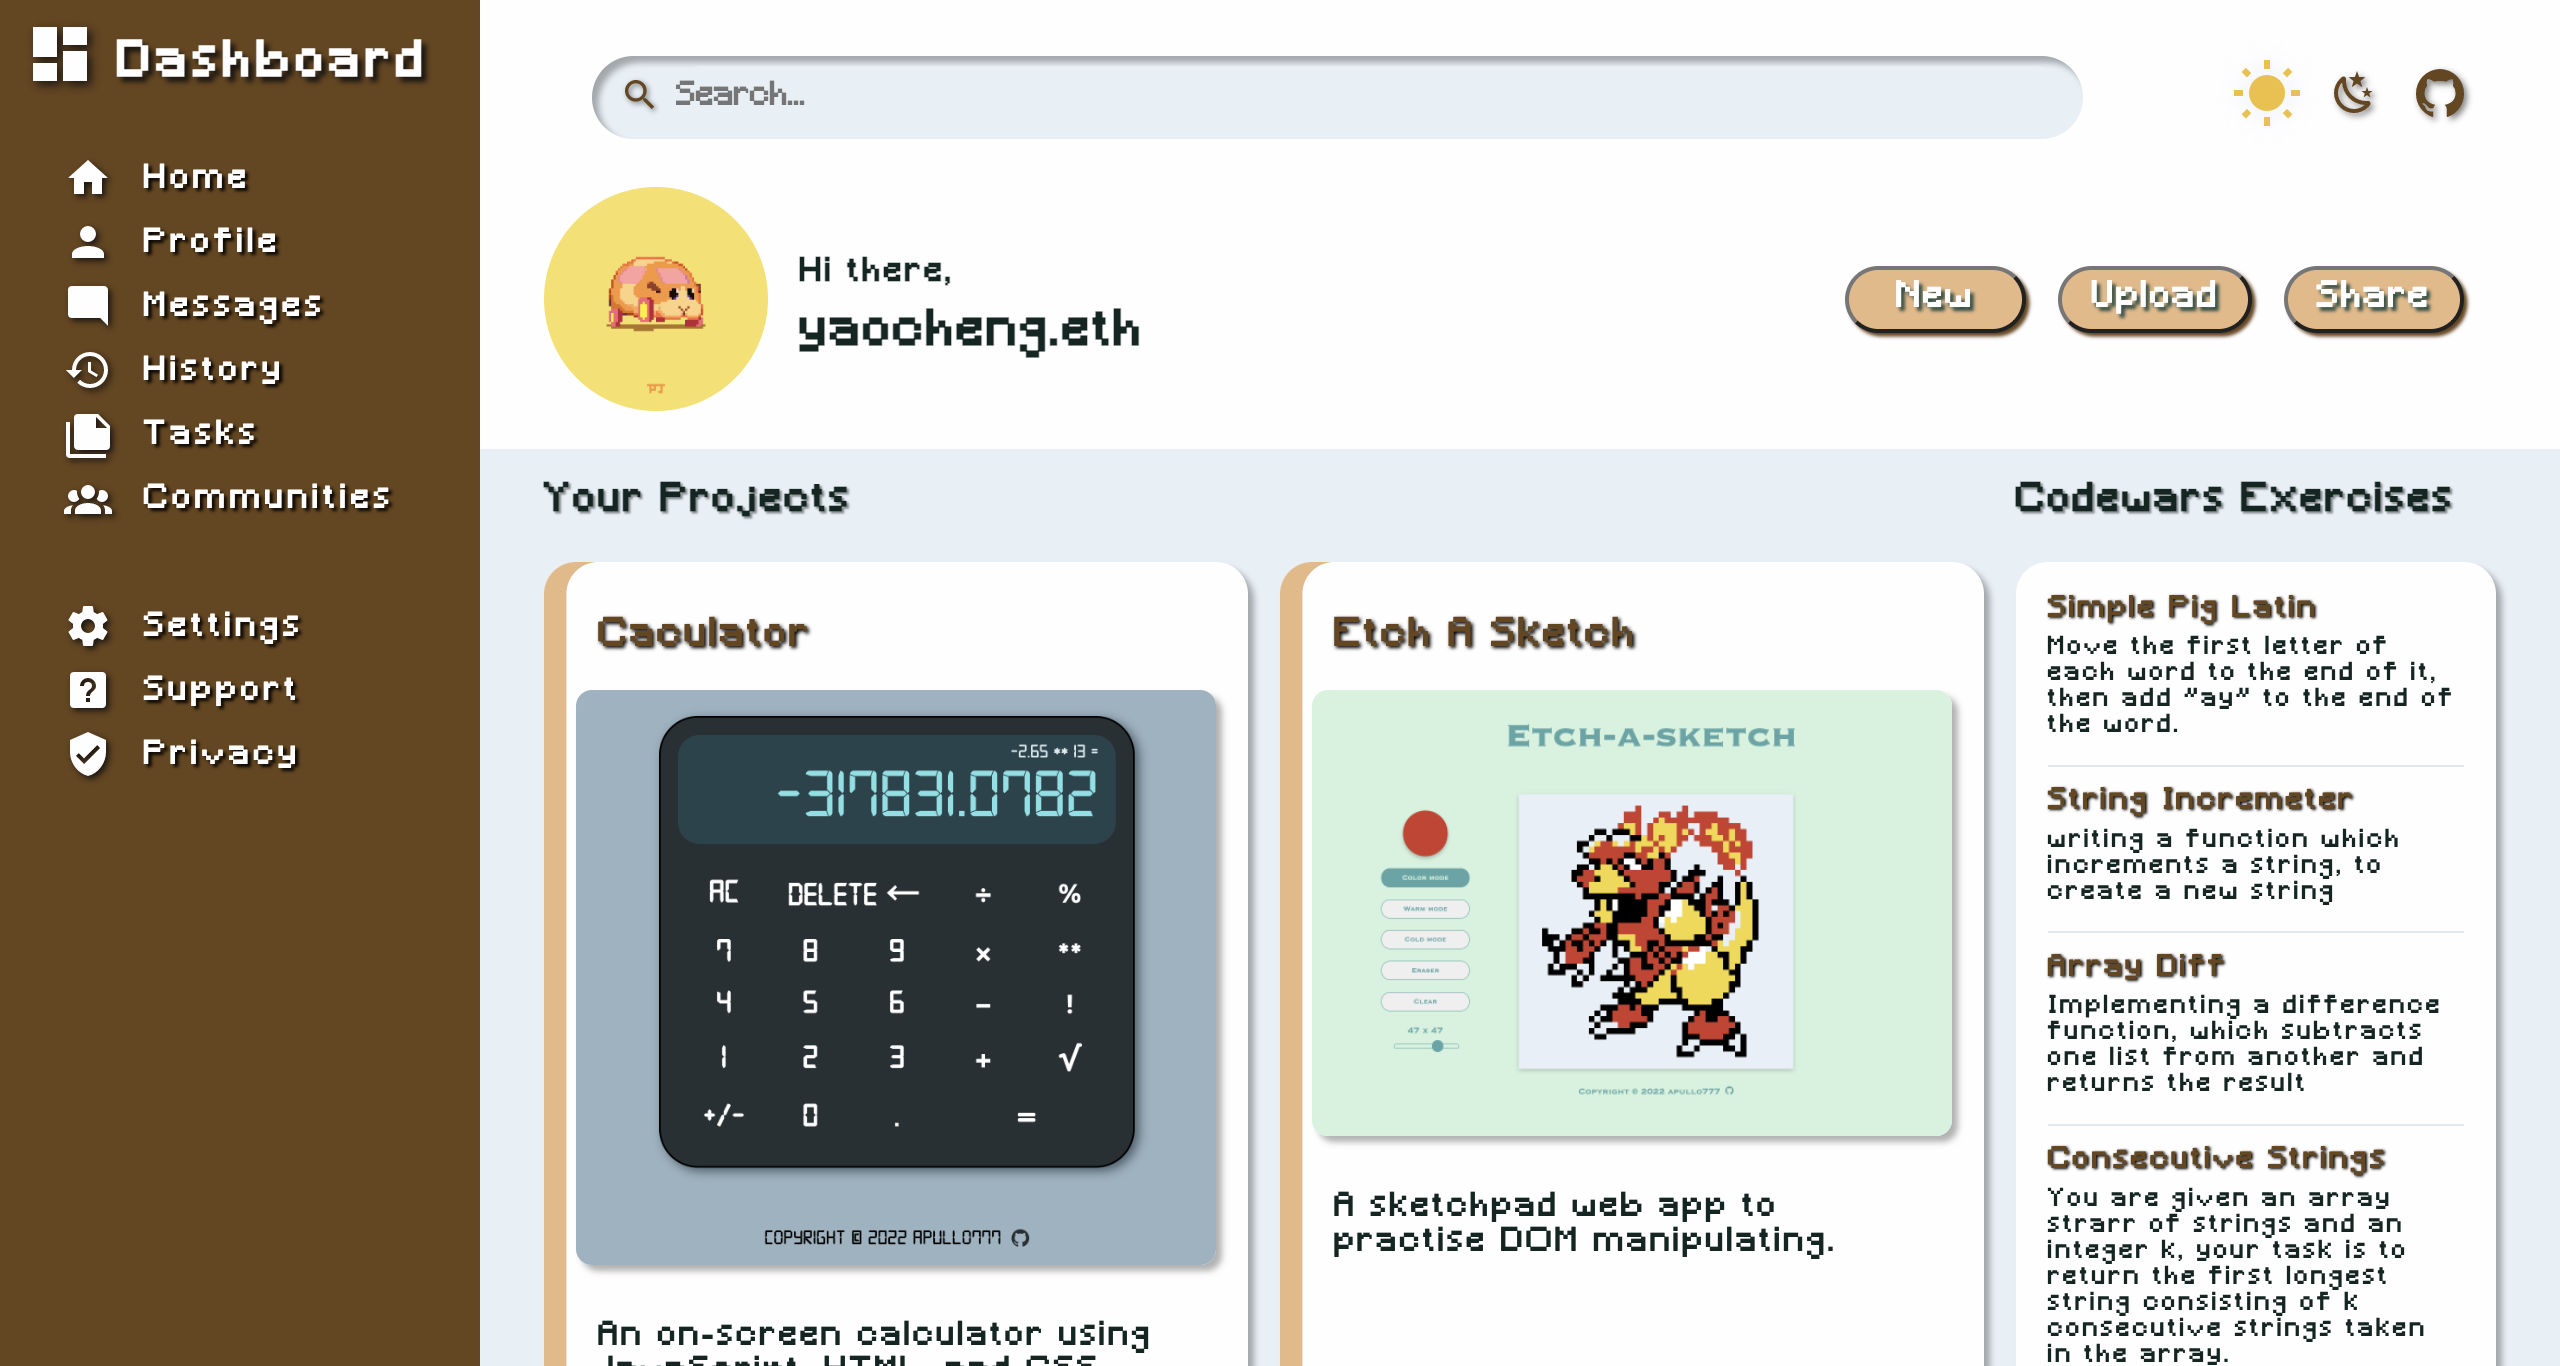 Dashboard
Home
Profile
Messages
History
Tasks
Communities
Settings
Support
Privacy
Search...
Hi there,
yaocheng.eth
New
Upload
Share
Your Projects
Caculator
-2.65 ** 13 =
-317831.0782
AC DELETE ← ÷ %
7 8 9 × **
4 5 6 − !
1 2 3 + √
+/- 0 . =
COPYRIGHT © 2022 APULLO777
An on-screen calculator using
JavaScript, HTML, and CSS
Etch A Sketch
ETCH-A-SKETCH
COLOR MODE
WARM MODE
COLD MODE
ERASER
CLEAR
47 x 47
COPYRIGHT © 2022 APULLO777
A sketchpad web app to
practise DOM manipulating.
Codewars Exercises
Simple Pig Latin
Move the first letter of
each word to the end of it,
then add "ay" to the end of
the word.
String Incremeter
writing a function which
increments a string, to
create a new string
Array Diff
Implementing a difference
function, which subtracts
one list from another and
returns the result
Consecutive Strings
You are given an array
strarr of strings and an
integer k, your task is to
return the first longest
string consisting of k
consecutive strings taken
in the array.